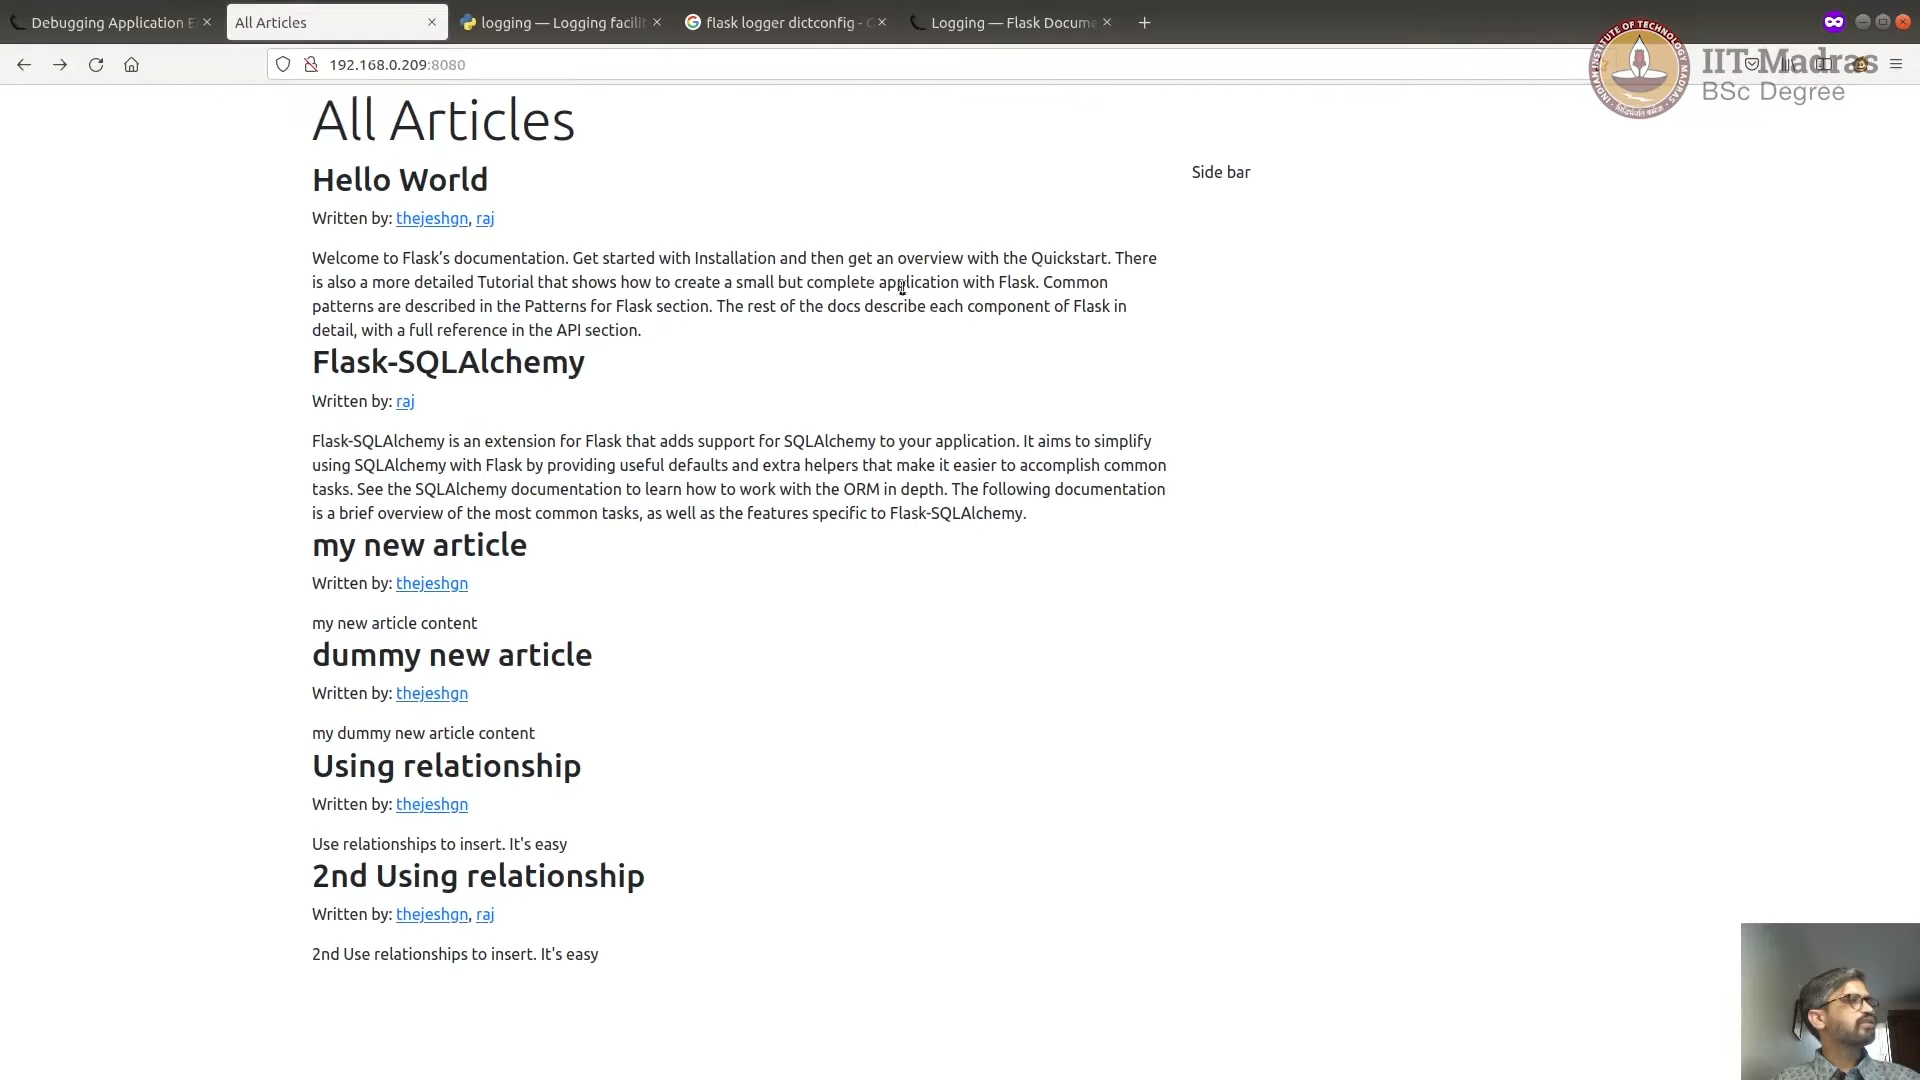 Debugging Application E
All Articles
logging — Logging facilit
flask logger dictconfig - G
Logging — Flask Docume
192.168.0.209:8080
IIT Madras
BSc Degree
INDIAN INSTITUTE OF TECHNOLOGY MADRAS
All Articles
Hello World
Side bar
Written by: thejeshgn, raj
Welcome to Flask’s documentation. Get started with Installation and then get an overview with the Quickstart. There
is also a more detailed Tutorial that shows how to create a small but complete application with Flask. Common
patterns are described in the Patterns for Flask section. The rest of the docs describe each component of Flask in
detail, with a full reference in the API section.
Flask-SQLAlchemy
Written by: raj
Flask-SQLAlchemy is an extension for Flask that adds support for SQLAlchemy to your application. It aims to simplify
using SQLAlchemy with Flask by providing useful defaults and extra helpers that make it easier to accomplish common
tasks. See the SQLAlchemy documentation to learn how to work with the ORM in depth. The following documentation
is a brief overview of the most common tasks, as well as the features specific to Flask-SQLAlchemy.
my new article
Written by: thejeshgn
my new article content
dummy new article
Written by: thejeshgn
my dummy new article content
Using relationship
Written by: thejeshgn
Use relationships to insert. It's easy
2nd Using relationship
Written by: thejeshgn, raj
2nd Use relationships to insert. It's easy